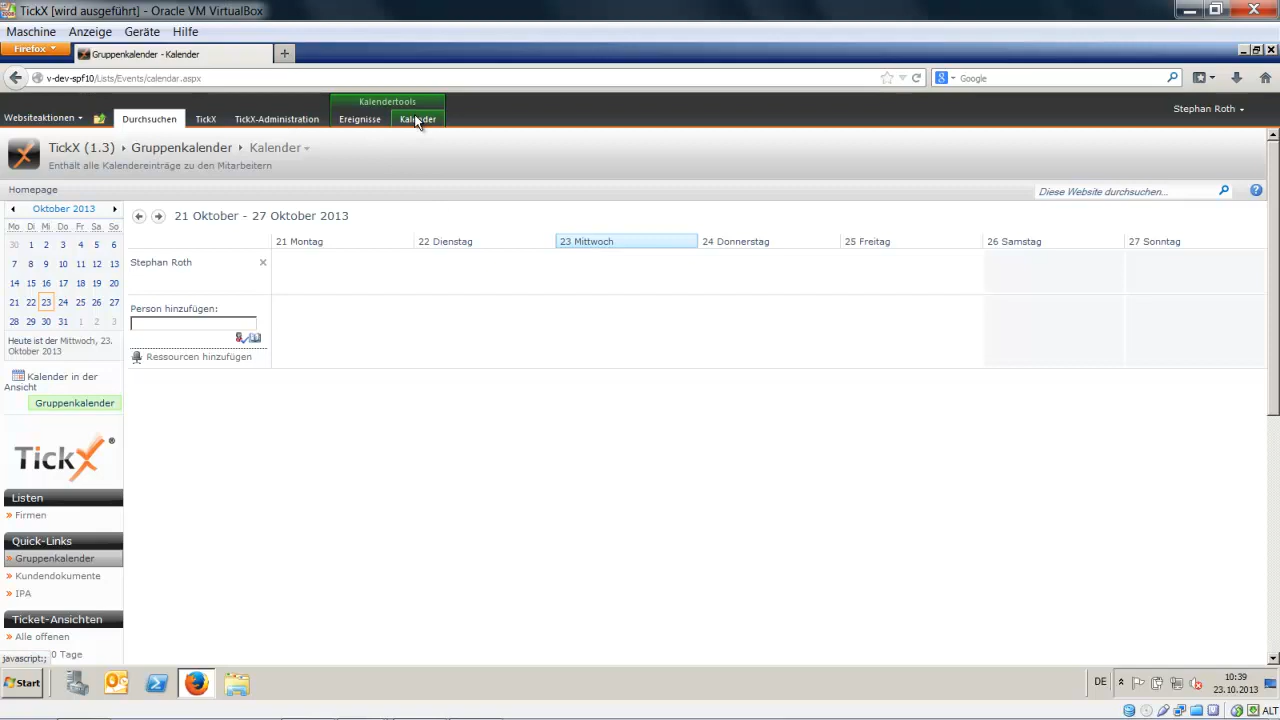 TickX [wird ausgeführt] - Oracle VM VirtualBox
Maschine Anzeige Geräte Hilfe
Firefox
Gruppenkalender - Kalender
v-dev-spf10/Lists/Events/calendar.aspx
Google
Kalendertools
Stephan Roth
Websiteaktionen Durchsuchen TickX TickX-Administration Ereignisse Kalender
TickX (1.3) Gruppenkalender Kalender
Enthält alle Kalendereinträge zu den Mitarbeitern
Homepage
Diese Website durchsuchen...
Oktober 2013
Mo Di Mi Do Fr Sa So
30 1 2 3 4 5 6
7 8 9 10 11 12 13
14 15 16 17 18 19 20
21 22 23 24 25 26 27
28 29 30 31 1 2 3
Heute ist der Mittwoch, 23.
Oktober 2013
Kalender in der
Ansicht
Gruppenkalender
TickX ®
Listen
Firmen
Quick-Links
Gruppenkalender
Kundendokumente
IPA
Ticket-Ansichten
Alle offenen
0 Tage
javascript:;
21 Oktober - 27 Oktober 2013
21 Montag 22 Dienstag 23 Mittwoch 24 Donnerstag 25 Freitag 26 Samstag 27 Sonntag
Stephan Roth
Person hinzufügen:
Ressourcen hinzufügen
Start
DE
10:39
23.10.2013
ALT